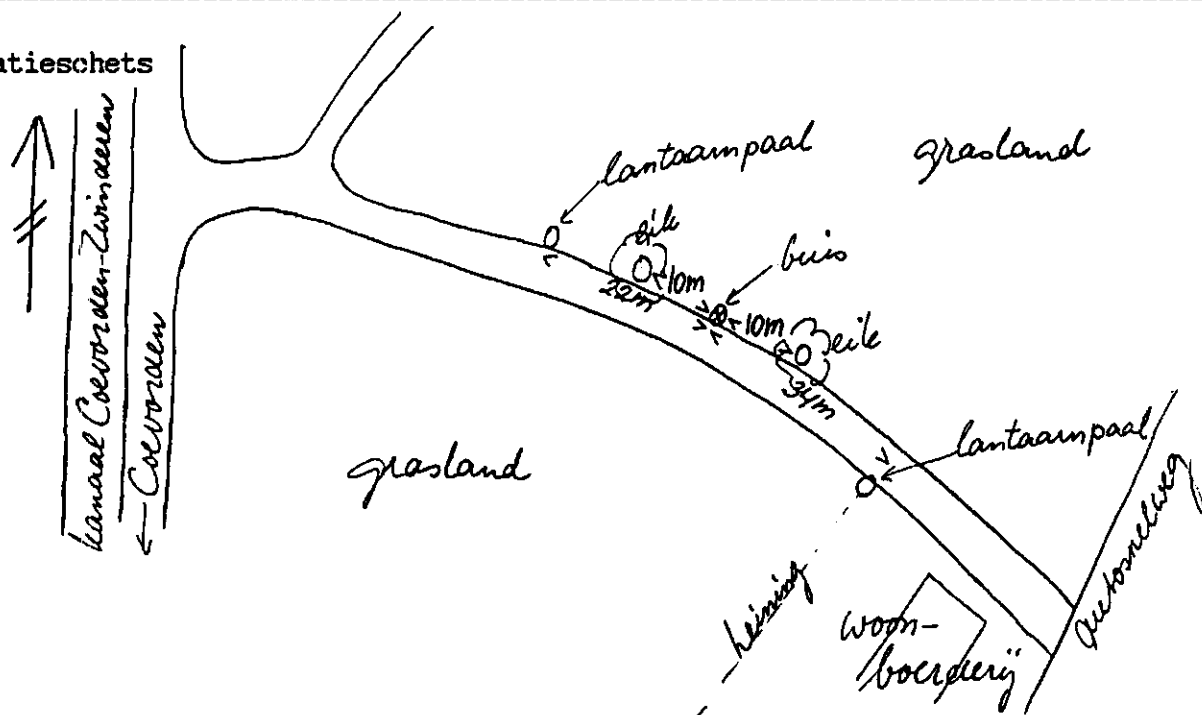 atieschets
kanaal Coevorden-Zwinderen
← Coevorden
lantaarnpaal
grasland
eik
10m
22m
buis
10m
eik
34m
lantaarnpaal
grasland
heining
woon-
boerderij
autosnelweg